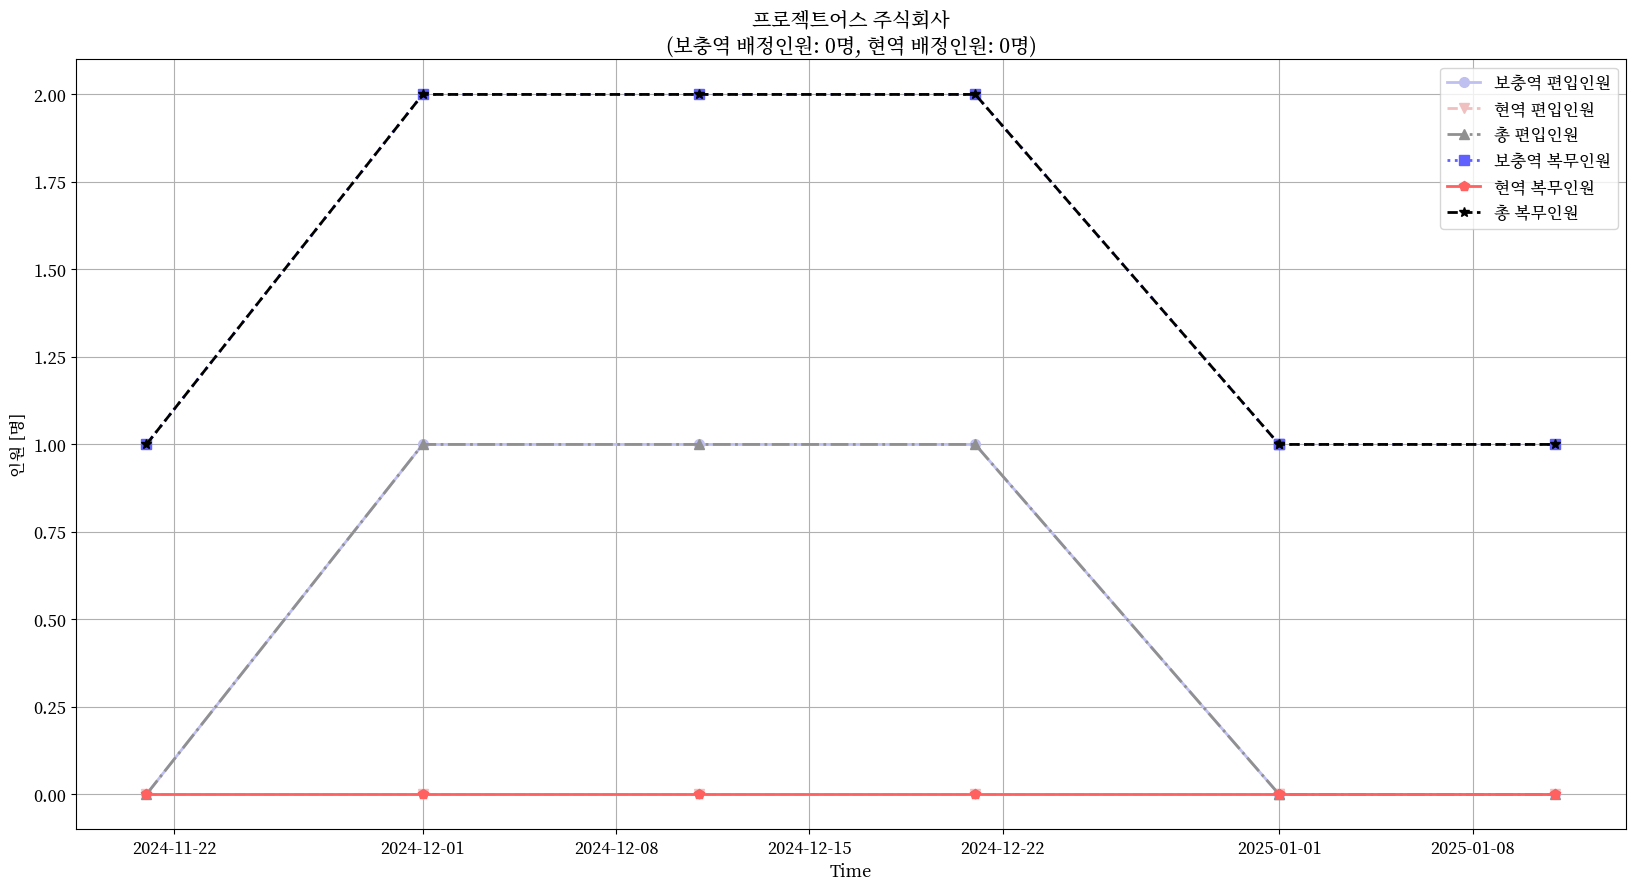 프로젝트어스 주식회사
(보충역 배정인원: 0명, 현역 배정인원: 0명)
보충역 편입인원
현역 편입인원
총 편입인원
보충역 복무인원
현역 복무인원
총 복무인원
인원 [명]
2.00
1.75
1.50
1.25
1.00
0.75
0.50
0.25
0.00
2024-11-22
2024-12-01
2024-12-08
2024-12-15
2024-12-22
2025-01-01
2025-01-08
Time